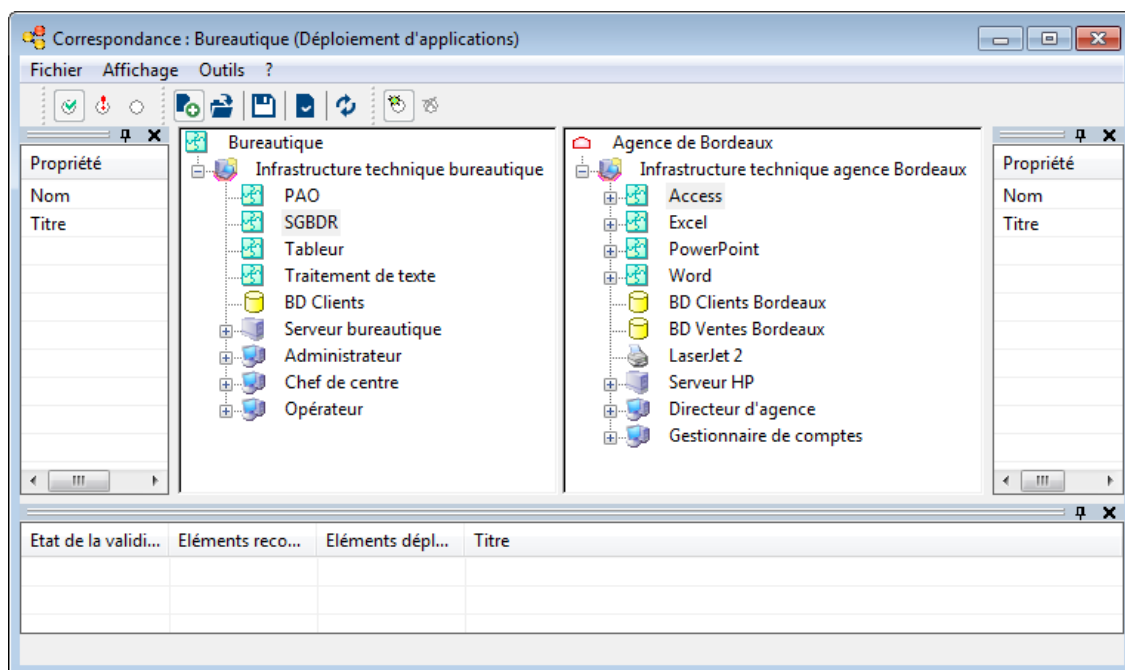 Correspondance : Bureautique (Déploiement d'applications)
Fichier Affichage Outils ?
Propriété
Nom
Titre
Bureautique
Infrastructure technique bureautique
PAO
SGBDR
Tableur
Traitement de texte
BD Clients
Serveur bureautique
Administrateur
Chef de centre
Opérateur
Agence de Bordeaux
Infrastructure technique agence Bordeaux
Access
Excel
PowerPoint
Word
BD Clients Bordeaux
BD Ventes Bordeaux
LaserJet 2
Serveur HP
Directeur d'agence
Gestionnaire de comptes
Propriété
Nom
Titre
Etat de la validi... Eléments reco... Eléments dépl... Titre